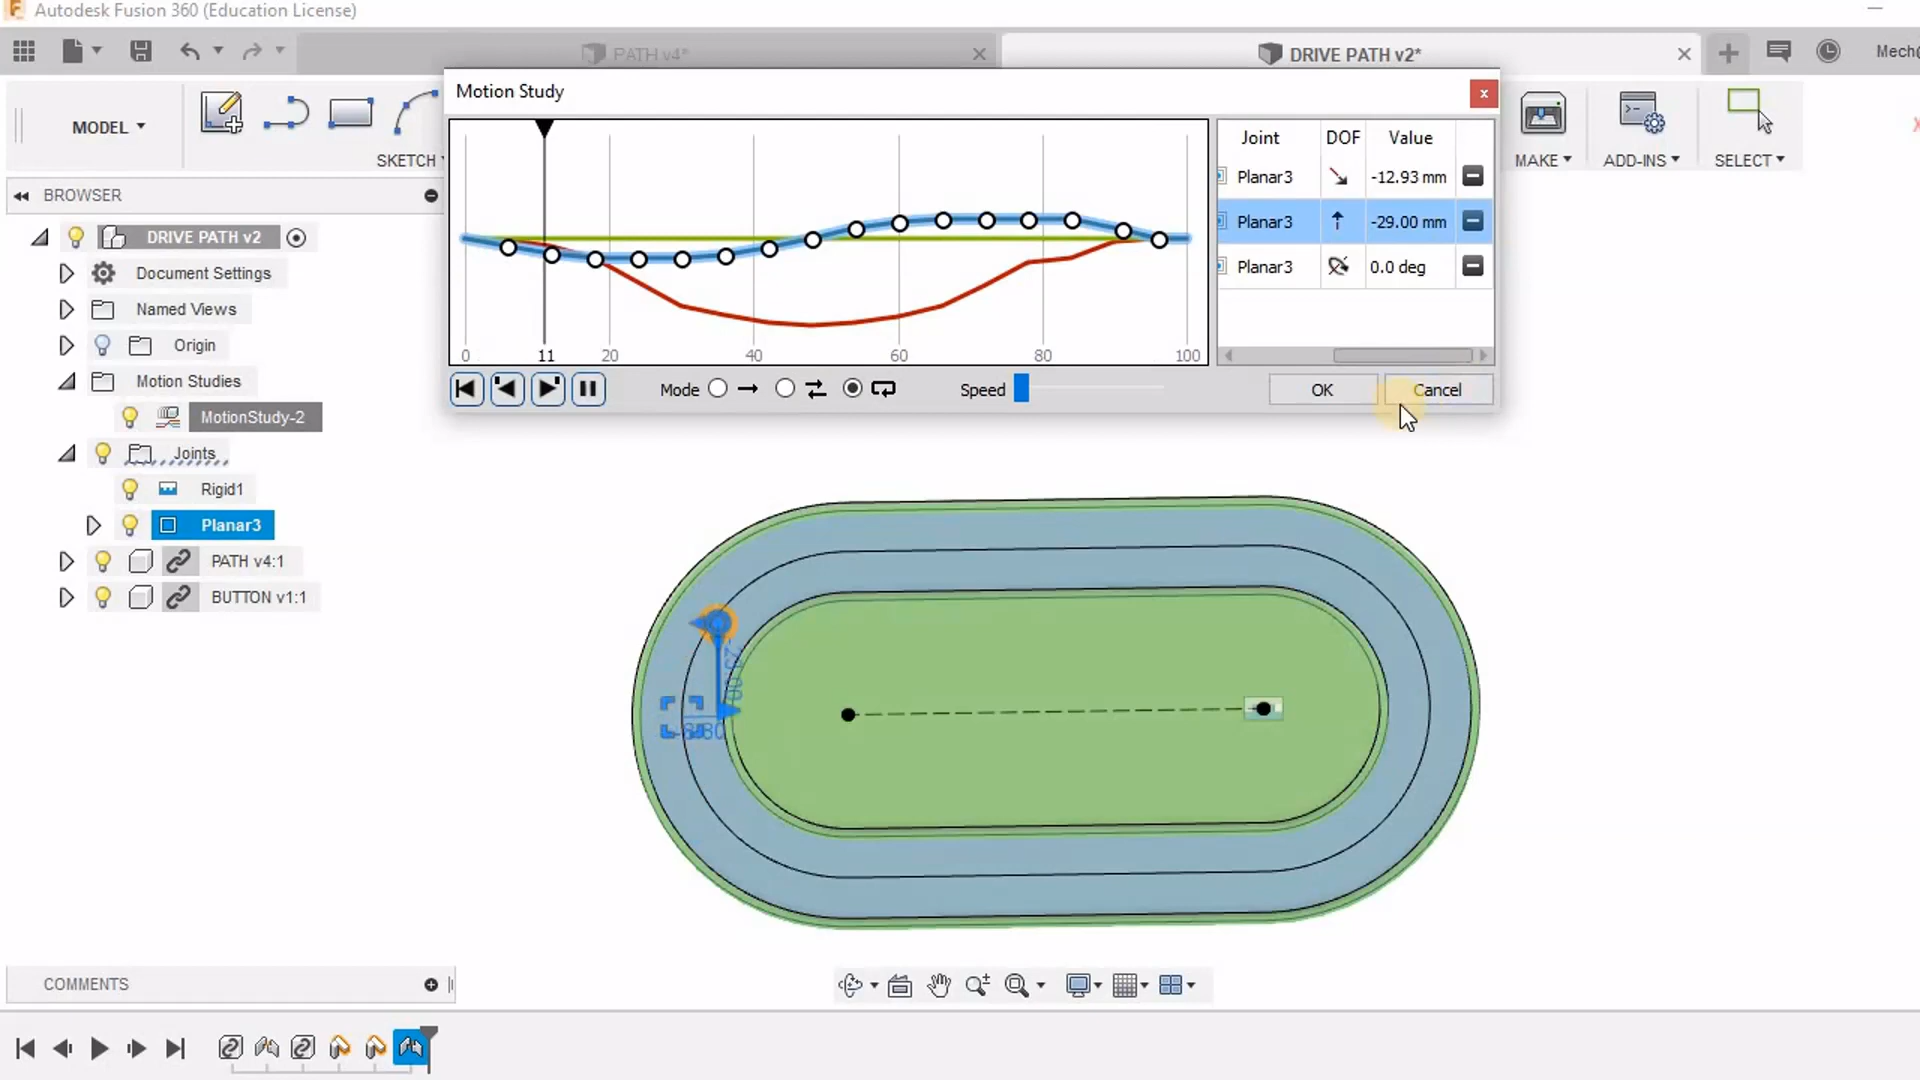 Autodesk Fusion 360 (Education License)
PATH v4*
DRIVE PATH v2*
Mech
MODEL
SKETCH
MAKE
ADD-INS
SELECT
Motion Study
Joint DOF Value
Planar3 -12.93 mm
Planar3 -29.00 mm
Planar3 0.0 deg
0 11 20 40 60 80 100
Mode
Speed
OK
Cancel
BROWSER
DRIVE PATH v2
Document Settings
Named Views
Origin
Motion Studies
MotionStudy-2
Joints
Rigid1
Planar3
PATH v4:1
BUTTON v1:1
COMMENTS